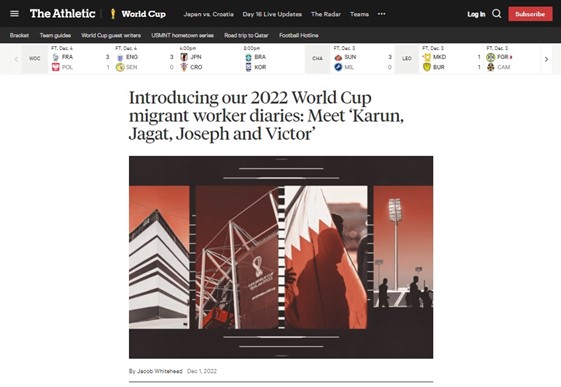 The Athletic World Cup Japan vs. Croatia Day 16 Live Updates The Radar Teams ••• Log In Subscribe
Bracket Team guides World Cup guest writers USMNT hometown series Road trip to Qatar Football Hotline
FT, Dec. 4 FT, Dec. 4 4:00pm 8:00pm FT, Dec. 3 FT, Dec. 3 FT, Dec. 3
WOC FRA 3 ENG 3 JPN BRA CHA SUN 3 LEO MKD 0 FOR
POL 1 SEN 0 CRO KOR MIL 0 BUR 1 CAM
Introducing our 2022 World Cup
migrant worker diaries: Meet ‘Karun,
Jagat, Joseph and Victor’
By Jacob Whitehead Dec 1, 2022